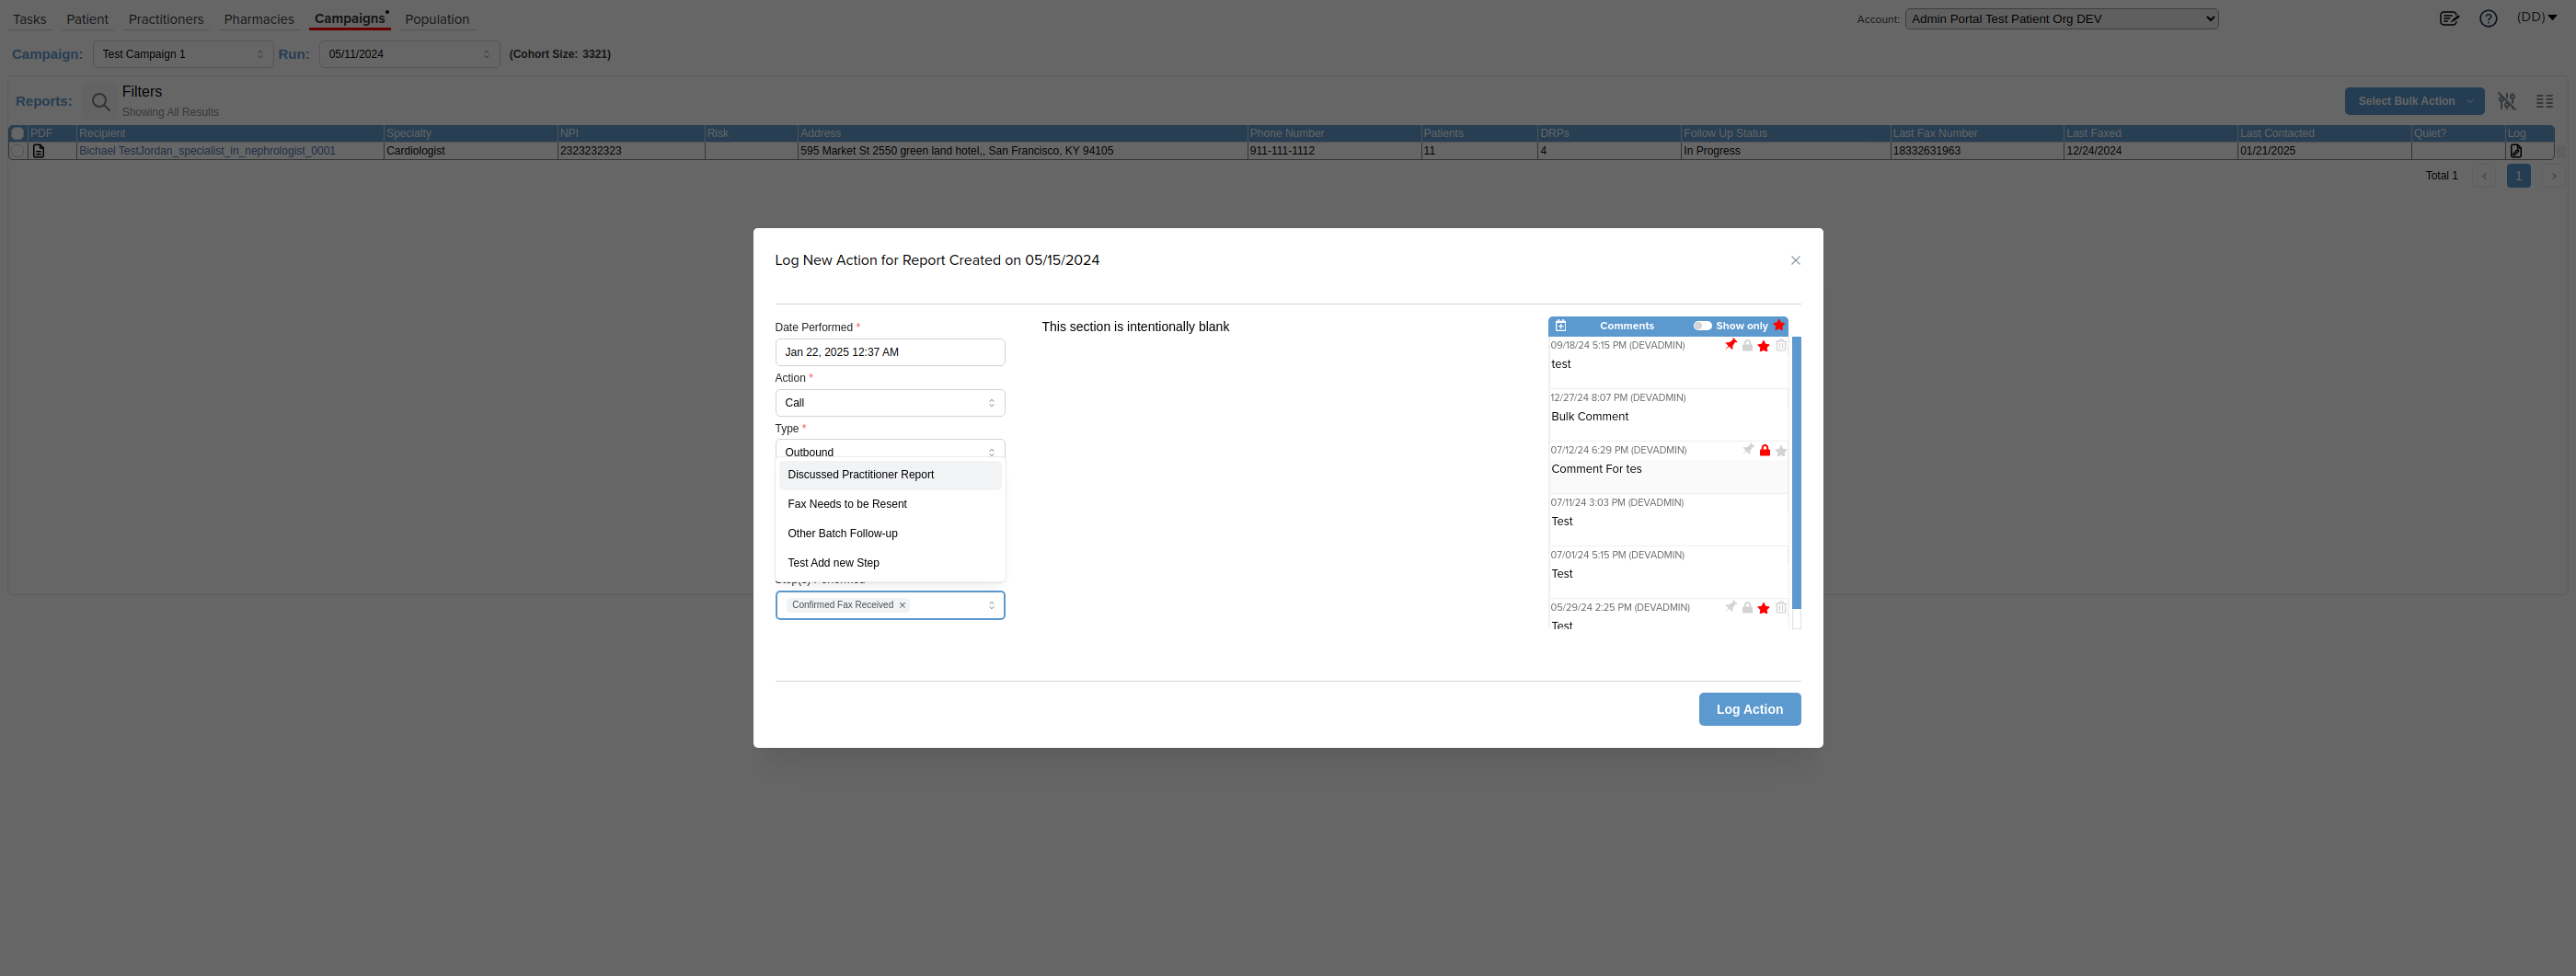 Tasks Patient Practitioners Pharmacies Campaigns Population Account: Admin Portal Test Patient Org DEV (DD)
Campaign: Test Campaign 1 Run: 05/11/2024 (Cohort Size: 3321)
Reports: Filters
Showing All Results
Select Bulk Action
PDF Recipient Specialty NPI Risk Address Phone Number Patients DRPs Follow Up Status Last Fax Number Last Faxed Last Contacted Quiet? Log
Bichael TestJordan_specialist_in_nephrologist_0001 Cardiologist 2323232323 595 Market St 2550 green land hotel,, San Francisco, KY 94105 911-111-1112 11 4 In Progress 18332631963 12/24/2024 01/21/2025
Total 1 1
Log New Action for Report Created on 05/15/2024
Date Performed *
Jan 22, 2025 12:37 AM
Action *
Call
Type *
Outbound
Discussed Practitioner Report
Fax Needs to be Resent
Other Batch Follow-up
Test Add new Step
Confirmed Fax Received
This section is intentionally blank
Comments Show only
09/18/24 5:15 PM (DEVADMIN)
test
12/27/24 8:07 PM (DEVADMIN)
Bulk Comment
07/12/24 6:29 PM (DEVADMIN)
Comment For tes
07/11/24 3:03 PM (DEVADMIN)
Test
07/01/24 5:15 PM (DEVADMIN)
Test
05/29/24 2:25 PM (DEVADMIN)
Test
Log Action